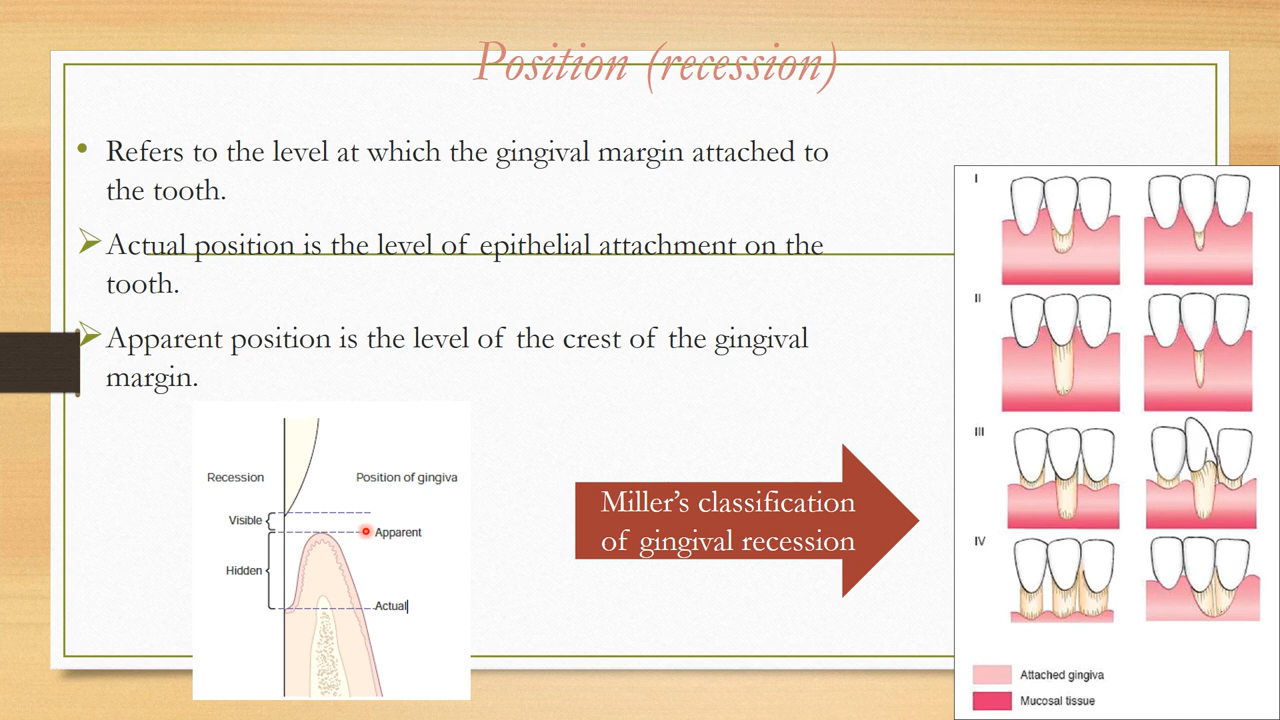 Position (recession)
Refers to the level at which the gingival margin attached to
the tooth.
Actual position is the level of epithelial attachment on the
tooth.
Apparent position is the level of the crest of the gingival
margin.
Recession
Position of gingiva
Visible
Apparent
Hidden
Actual
Miller's classification
of gingival recession
I
II
III
IV
Attached gingiva
Mucosal tissue